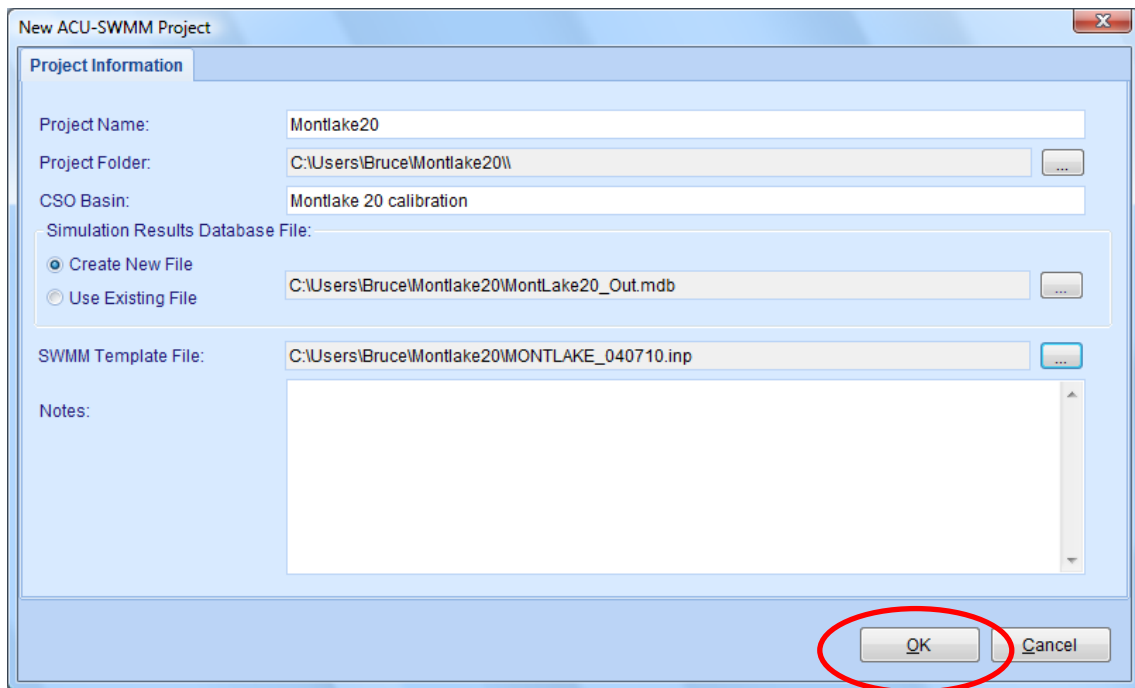 New ACU-SWMM Project
Project Information
Project Name: Montlake20
Project Folder: C:\Users\Bruce\Montlake20\\ ...
CSO Basin: Montlake 20 calibration
Simulation Results Database File:
Create New File
C:\Users\Bruce\Montlake20\MontLake20_Out.mdb ...
Use Existing File
SWMM Template File: C:\Users\Bruce\Montlake20\MONTLAKE_040710.inp ...
Notes:
OK Cancel